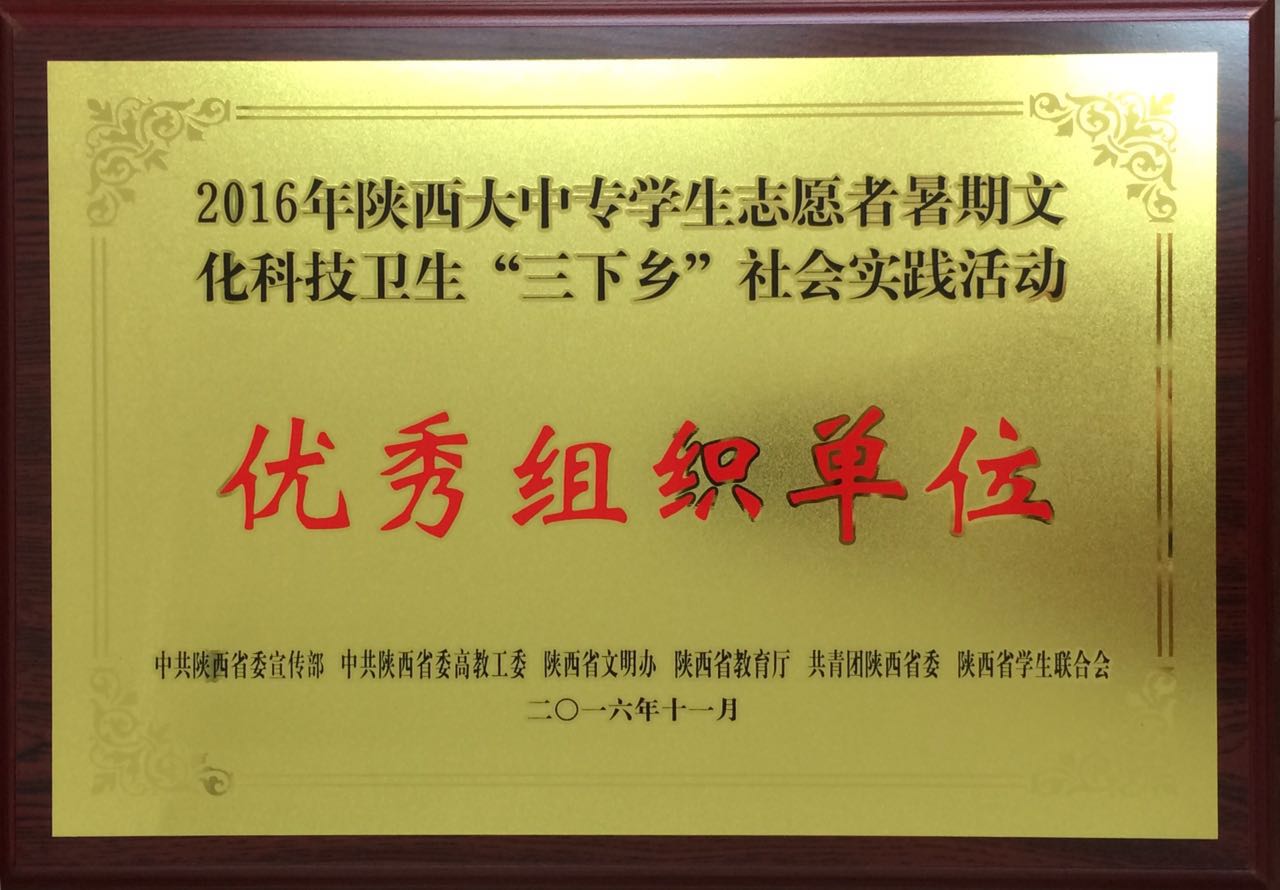 2016年陕西大中专学生志愿者暑期文
化科技卫生“三下乡”社会实践活动
优秀组织单位
中共陕西省委宣传部 中共陕西省委高教工委 陕西省文明办 陕西省教育厅 共青团陕西省委 陕西省学生联合会
二〇一六年十一月